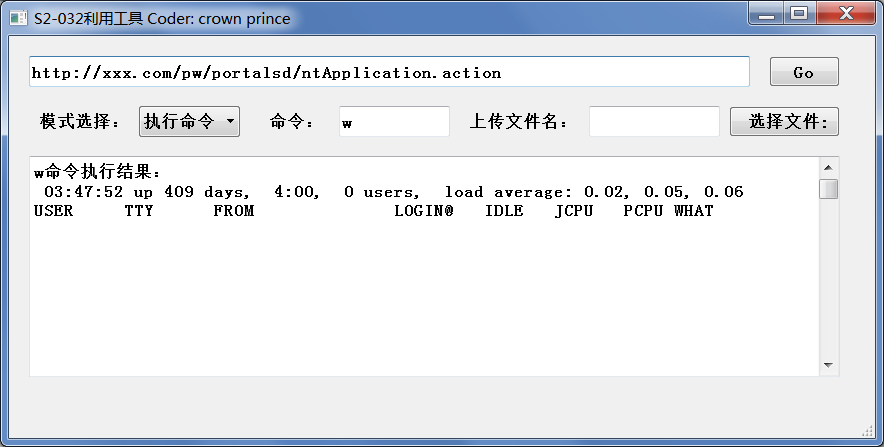 S2-032利用工具 Coder: crown prince
http://xxx.com/pw/portalsd/ntApplication.action Go
模式选择： 执行命令 命令： w 上传文件名： 选择文件:
w命令执行结果：
03:47:52 up 409 days, 4:00, 0 users, load average: 0.02, 0.05, 0.06
USER TTY FROM LOGIN@ IDLE JCPU PCPU WHAT